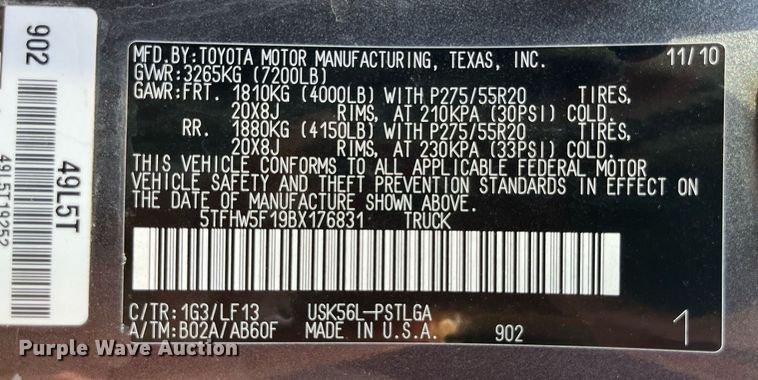 MFD.BY:TOYOTA MOTOR MANUFACTURING, TEXAS, INC. 11/10
GVWR:3265KG (7200LB)
GAWR:FRT. 1810KG (4000LB) WITH P275/55R20 TIRES,
20X8J RIMS, AT 210KPA (30PSI) COLD.
RR. 1880KG (4150LB) WITH P275/55R20 TIRES,
20X8J RIMS, AT 230KPA (33PSI) COLD.
THIS VEHICLE CONFORMS TO ALL APPLICABLE FEDERAL MOTOR
VEHICLE SAFETY AND THEFT PREVENTION STANDARDS IN EFFECT ON
THE DATE OF MANUFACTURE SHOWN ABOVE.
5TFHW5F19BX176831 TRUCK
C/TR:1G3/LF13 USK56L-PSTLGA
A/TM:B02A/AB60F MADE IN U.S.A. 902 1
902
49L5T
49L5T19252
Purple Wave Auction